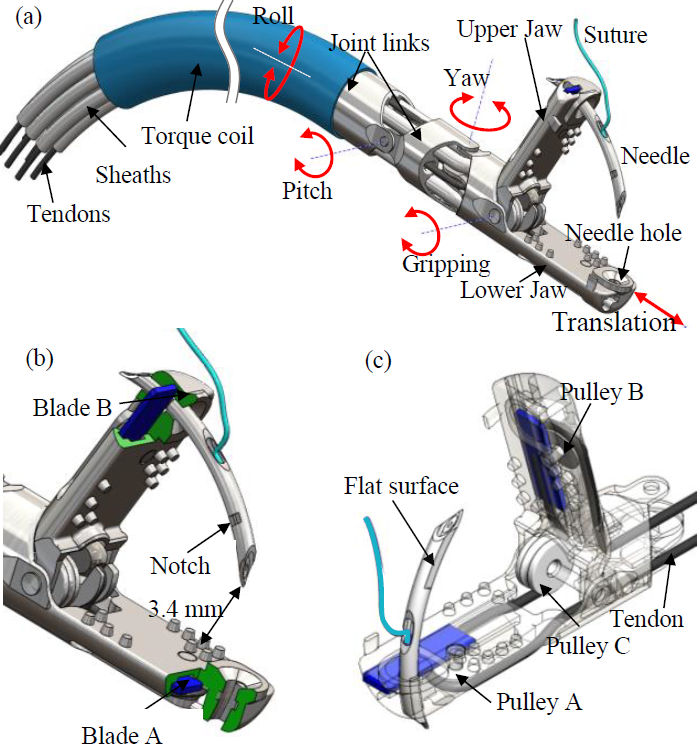 (a)
Roll
Joint links
Upper Jaw
Suture
Yaw
Torque coil
Sheaths
Tendons
Pitch
Needle
Needle hole
Gripping
Lower Jaw
Translation
(b)
Blade B
Notch
3.4 mm
Blade A
(c)
Pulley B
Flat surface
Tendon
Pulley C
Pulley A